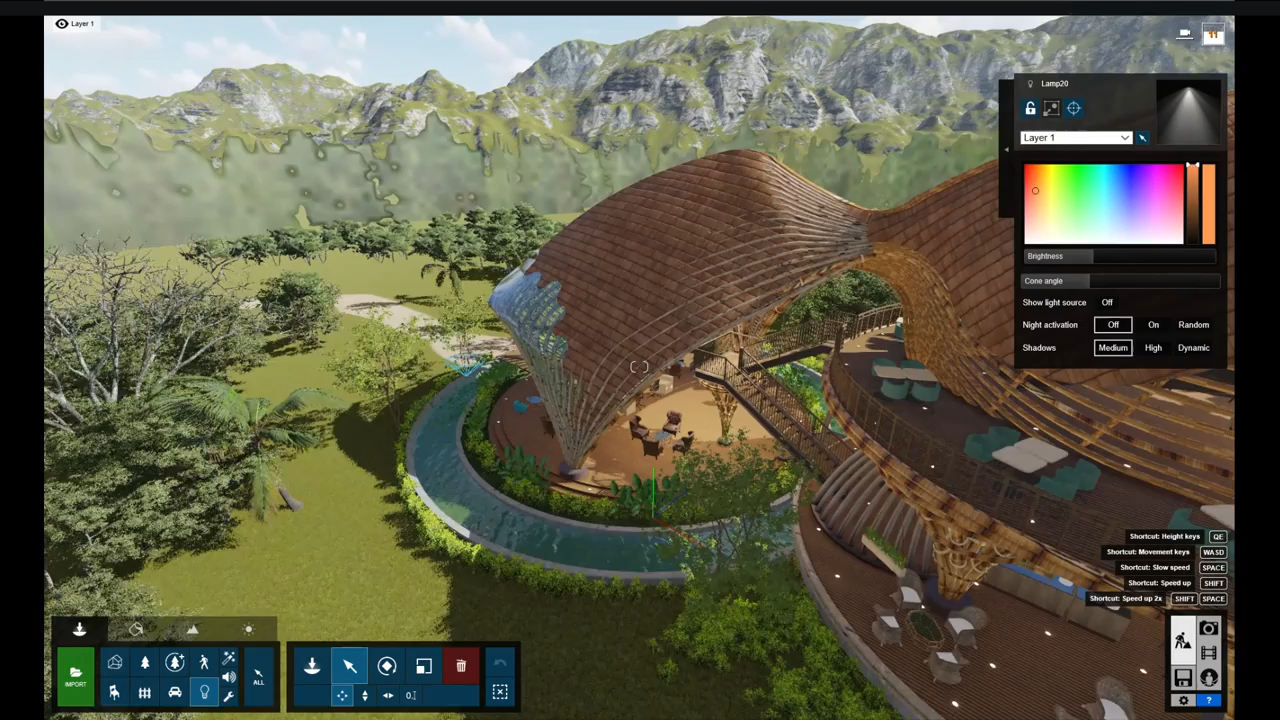 Layer 1
Lamp20
Layer 1
Brightness
Cone angle
Show light source Off
Night activation Off On Random
Shadows Medium High Dynamic
Shortcut: Height keys QE
Shortcut: Movement keys WASD
Shortcut: Slow speed SPACE
Shortcut: Speed up SHIFT
Shortcut: Speed up 2x SHIFT SPACE
IMPORT
ALL
?